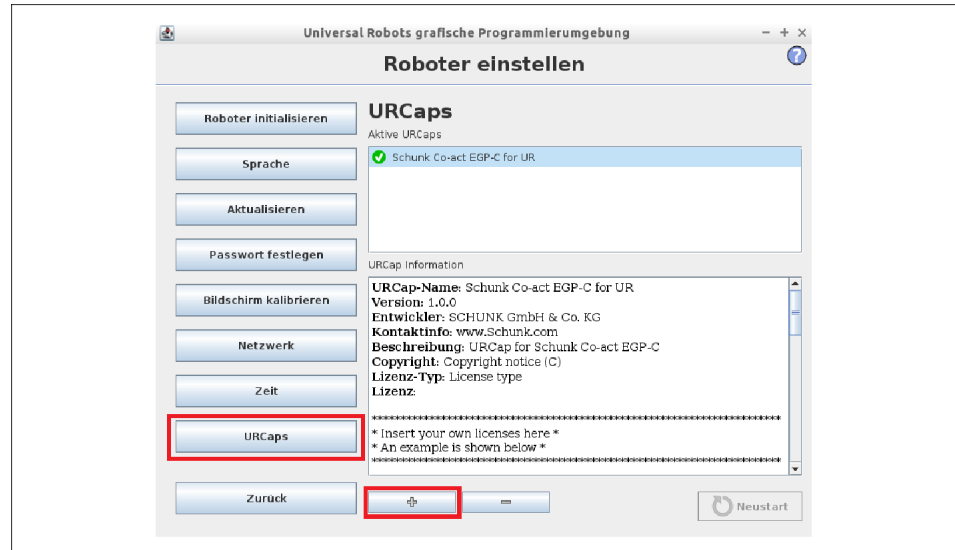 Universal Robots grafische Programmierumgebung
Roboter einstellen
?
Roboter initialisieren
Sprache
Aktualisieren
Passwort festlegen
Bildschirm kalibrieren
Netzwerk
Zeit
URCaps
Zurück
URCaps
Aktive URCaps
Schunk Co-act EGP-C for UR
URCap Information
URCap-Name: Schunk Co-act EGP-C for UR
Version: 1.0.0
Entwickler: SCHUNK GmbH & Co. KG
Kontaktinfo: www.Schunk.com
Beschreibung: URCap for Schunk Co-act EGP-C
Copyright: Copyright notice (C)
Lizenz-Typ: License type
Lizenz:
* Insert your own licenses here *
* An example is shown below *
Neustart